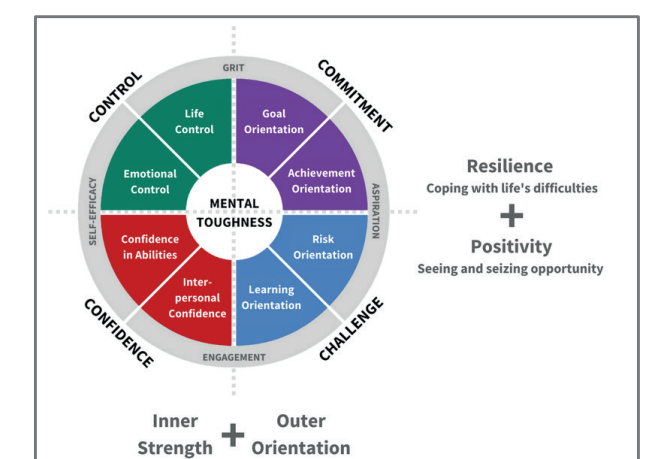 GRIT
CONTROL
COMMITMENT
Life
Control
Goal
Orientation
Emotional
Control
Achievement
Orientation
SELF-EFFICACY
MENTAL
TOUGHNESS
ASPIRATION
Confidence
in Abilities
Risk
Orientation
Inter-
personal
Confidence
Learning
Orientation
CONFIDENCE
CHALLENGE
ENGAGEMENT
Resilience
Coping with life's difficulties
+
Positivity
Seeing and seizing opportunity
Inner
Strength
+
Outer
Orientation